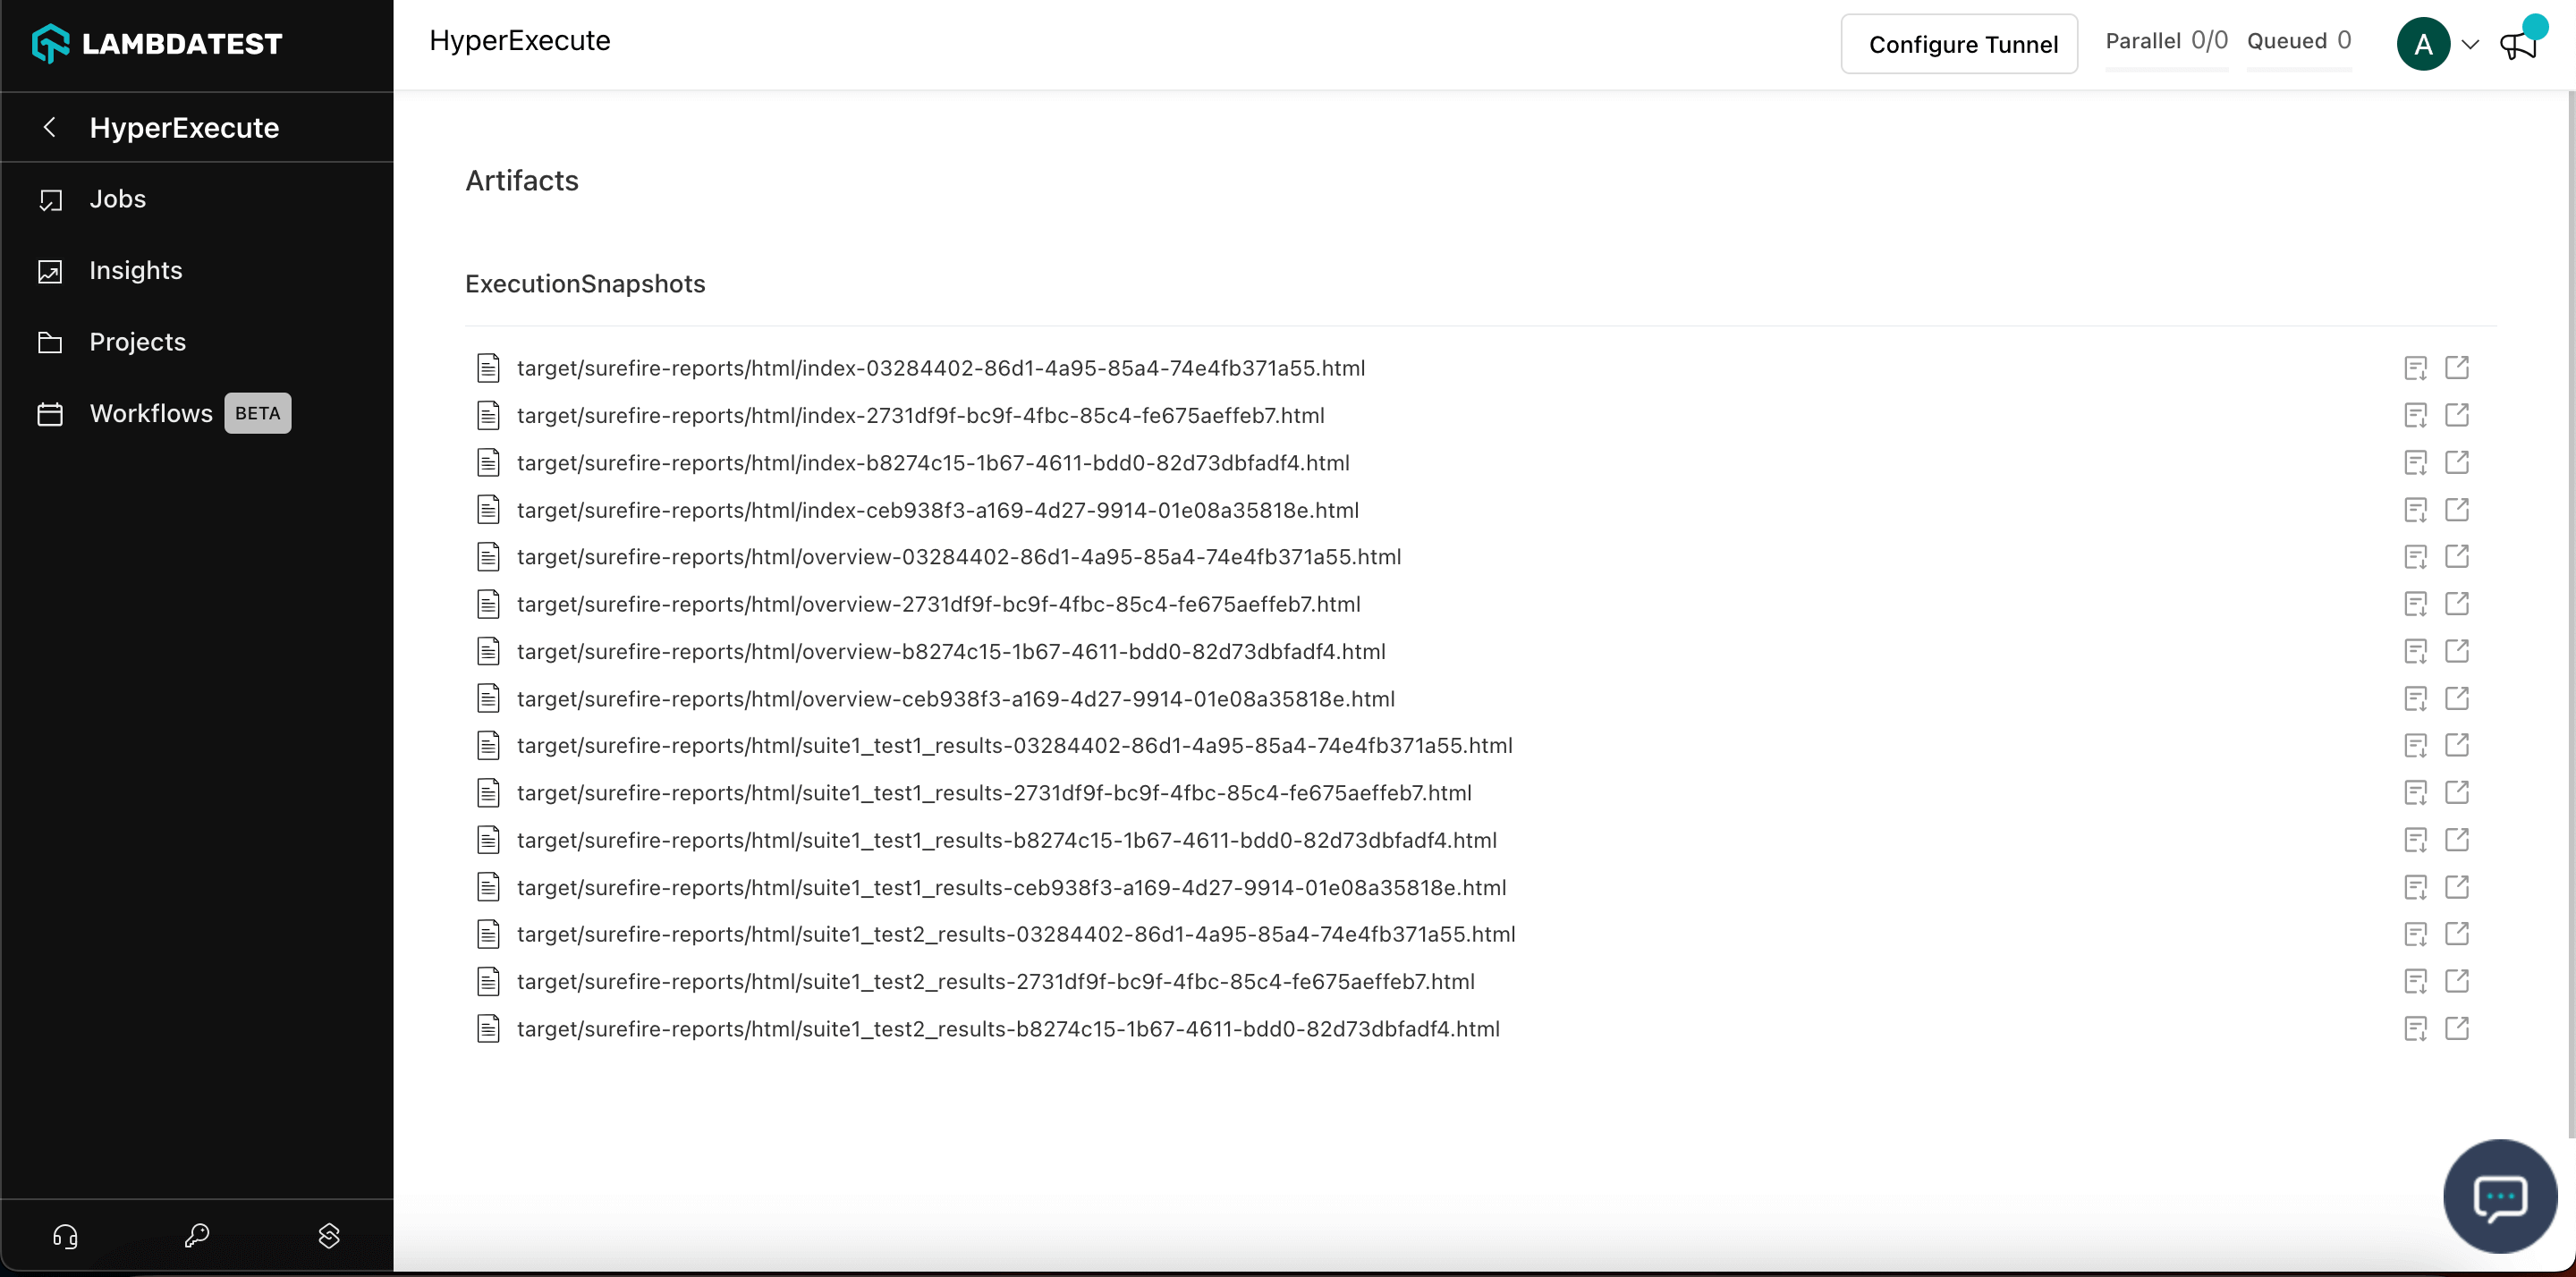 LAMBDATEST
HyperExecute
Configure Tunnel
Parallel 0/0
Queued 0
A
HyperExecute
Jobs
Insights
Projects
Workflows BETA
Artifacts
ExecutionSnapshots
target/surefire-reports/html/index-03284402-86d1-4a95-85a4-74e4fb371a55.html
target/surefire-reports/html/index-2731df9f-bc9f-4fbc-85c4-fe675aeffeb7.html
target/surefire-reports/html/index-b8274c15-1b67-4611-bdd0-82d73dbfadf4.html
target/surefire-reports/html/index-ceb938f3-a169-4d27-9914-01e08a35818e.html
target/surefire-reports/html/overview-03284402-86d1-4a95-85a4-74e4fb371a55.html
target/surefire-reports/html/overview-2731df9f-bc9f-4fbc-85c4-fe675aeffeb7.html
target/surefire-reports/html/overview-b8274c15-1b67-4611-bdd0-82d73dbfadf4.html
target/surefire-reports/html/overview-ceb938f3-a169-4d27-9914-01e08a35818e.html
target/surefire-reports/html/suite1_test1_results-03284402-86d1-4a95-85a4-74e4fb371a55.html
target/surefire-reports/html/suite1_test1_results-2731df9f-bc9f-4fbc-85c4-fe675aeffeb7.html
target/surefire-reports/html/suite1_test1_results-b8274c15-1b67-4611-bdd0-82d73dbfadf4.html
target/surefire-reports/html/suite1_test1_results-ceb938f3-a169-4d27-9914-01e08a35818e.html
target/surefire-reports/html/suite1_test2_results-03284402-86d1-4a95-85a4-74e4fb371a55.html
target/surefire-reports/html/suite1_test2_results-2731df9f-bc9f-4fbc-85c4-fe675aeffeb7.html
target/surefire-reports/html/suite1_test2_results-b8274c15-1b67-4611-bdd0-82d73dbfadf4.html